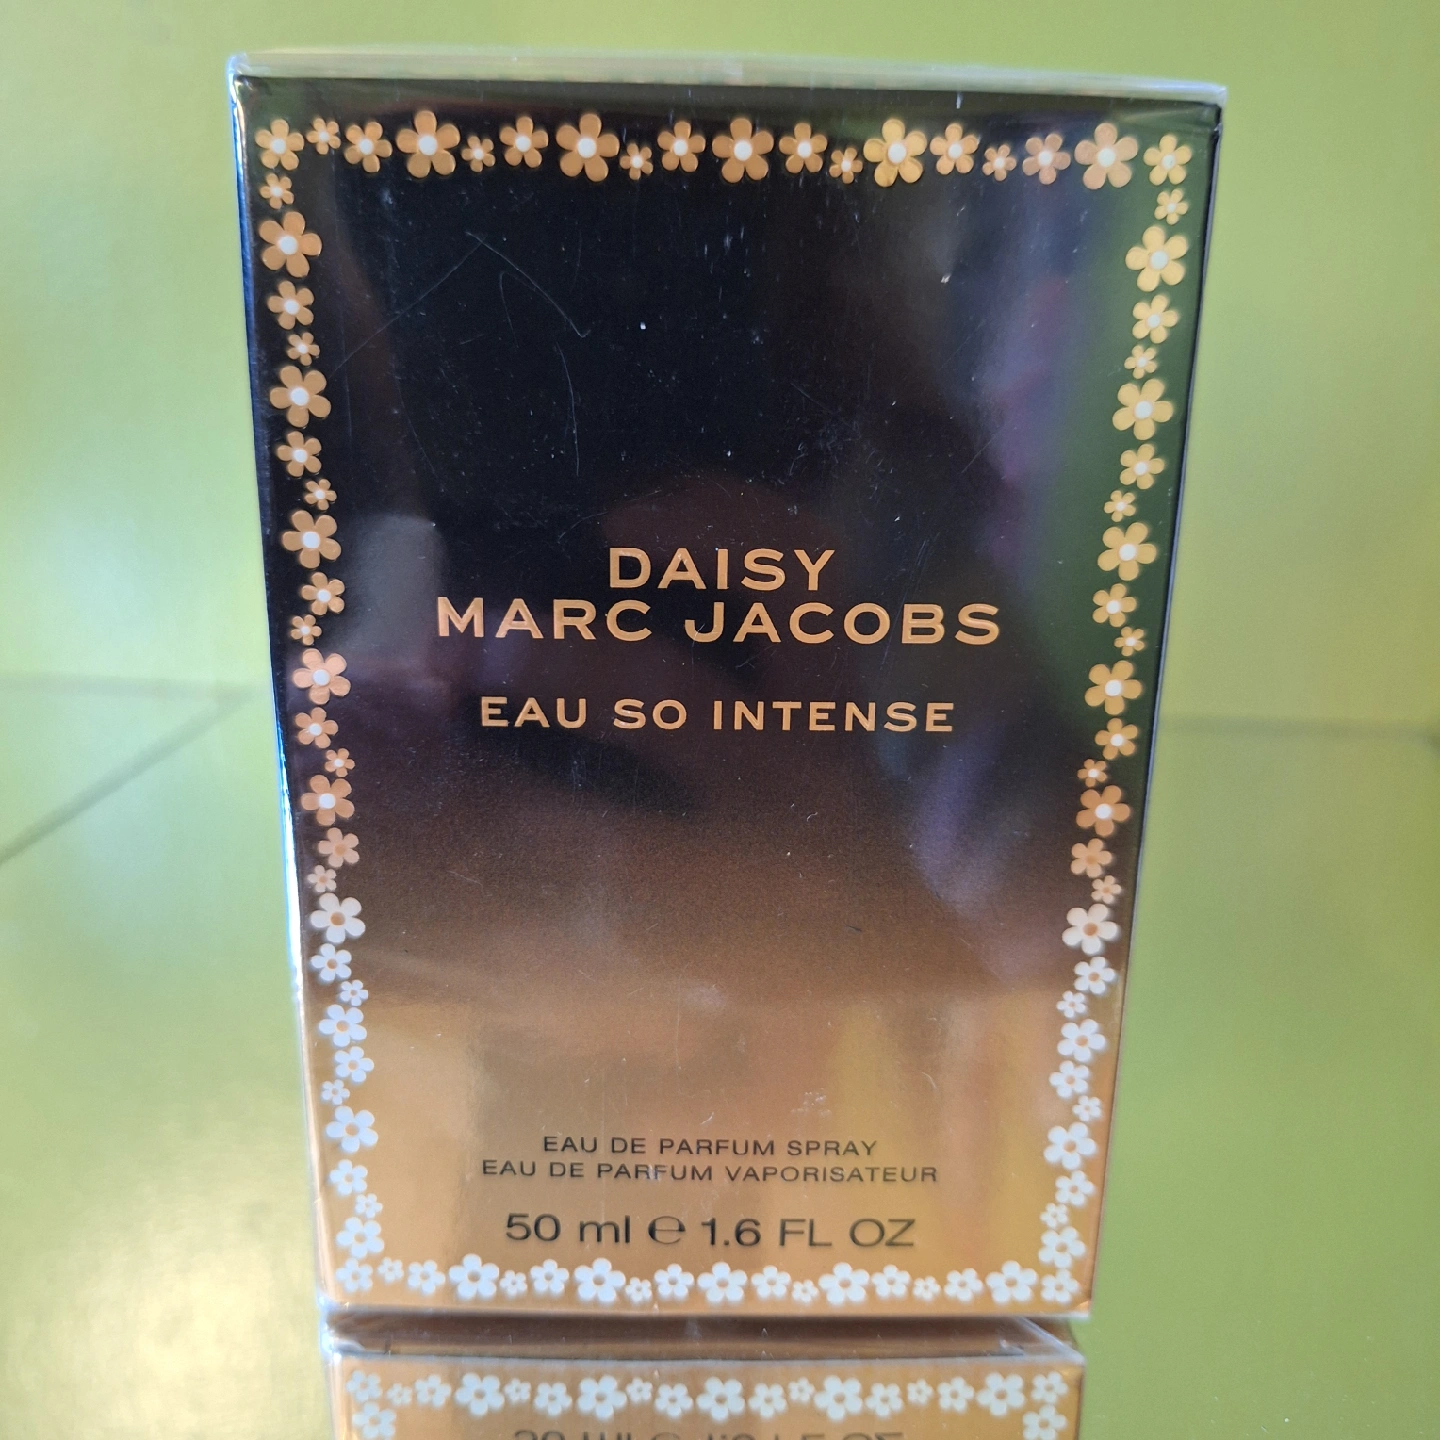 DAISY
MARC JACOBS
EAU SO INTENSE
EAU DE PARFUM SPRAY
EAU DE PARFUM VAPORISATEUR
50 ml ℮ 1.6 FL OZ